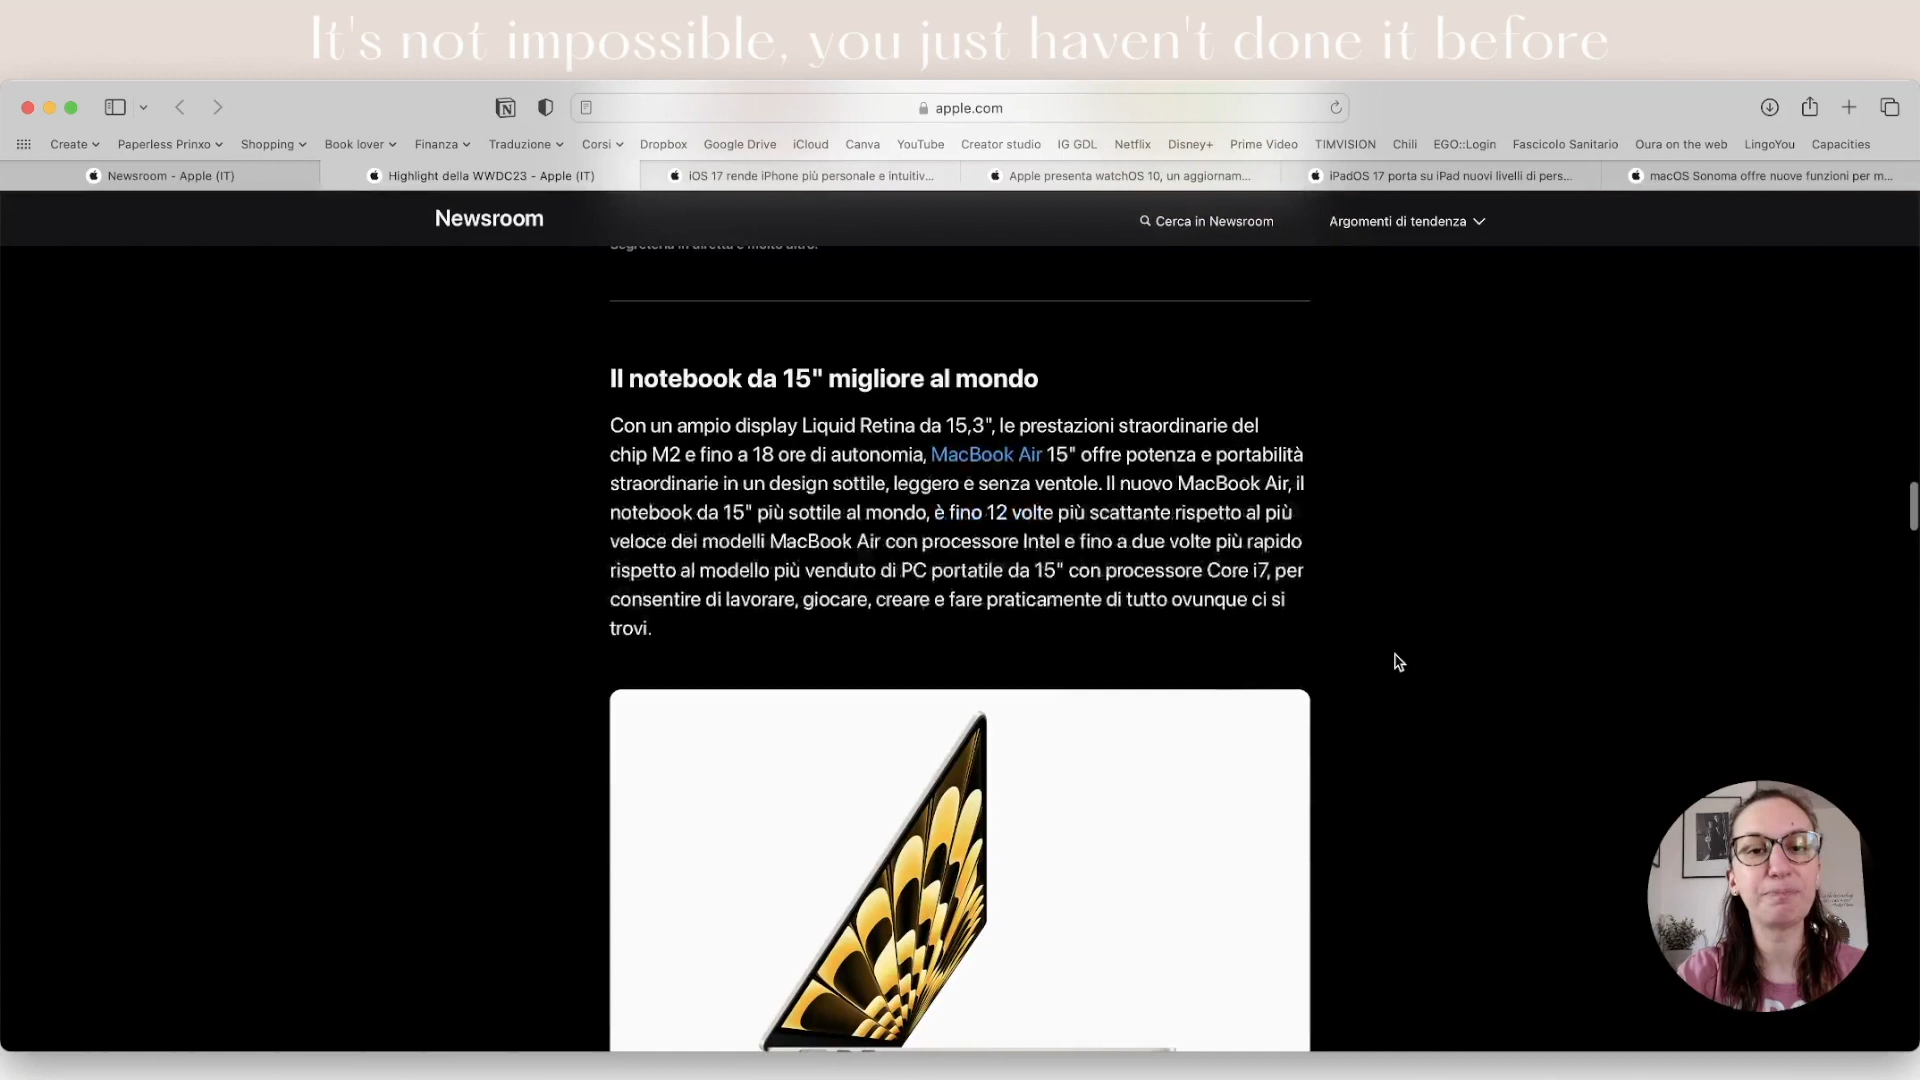 It's not impossible, you just haven't done it before
apple.com
Create Paperless Prinxo Shopping Book lover Finanza Traduzione Corsi Dropbox Google Drive iCloud Canva YouTube Creator studio IG GDL Netflix Disney+ Prime Video TIMVISION Chili EGO::Login Fascicolo Sanitario Oura on the web LingoYou Capacities
Newsroom - Apple (IT) Highlight della WWDC23 - Apple (IT) iOS 17 rende iPhone più personale e intuitiv... Apple presenta watchOS 10, un aggiornam... iPadOS 17 porta su iPad nuovi livelli di pers... macOS Sonoma offre nuove funzioni per m...
Newsroom Cerca in Newsroom Argomenti di tendenza
Segreteria in diretta e molto altro.
Il notebook da 15" migliore al mondo
Con un ampio display Liquid Retina da 15,3", le prestazioni straordinarie del
chip M2 e fino a 18 ore di autonomia, MacBook Air 15" offre potenza e portabilità
straordinarie in un design sottile, leggero e senza ventole. Il nuovo MacBook Air, il
notebook da 15" più sottile al mondo, è fino 12 volte più scattante rispetto al più
veloce dei modelli MacBook Air con processore Intel e fino a due volte più rapido
rispetto al modello più venduto di PC portatile da 15" con processore Core i7, per
consentire di lavorare, giocare, creare e fare praticamente di tutto ovunque ci si
trovi.